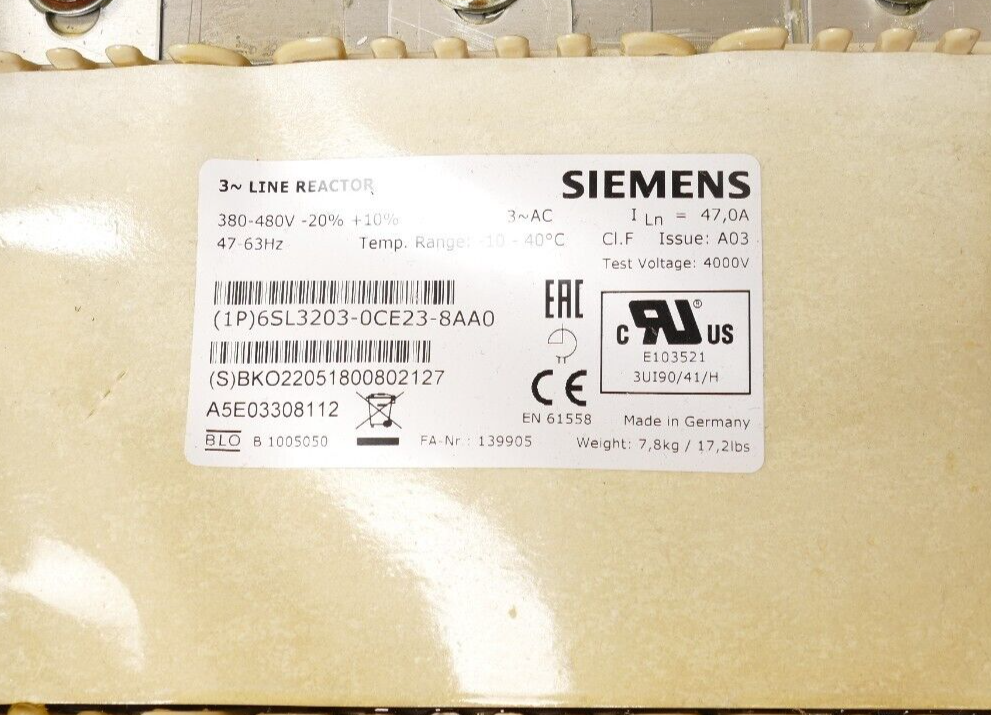 3~ LINE REACTOR
SIEMENS
380-480V -20% +10% 3~AC I Ln = 47,0A
47-63Hz Temp. Range: -10 - 40°C Cl.F Issue: A03
Test Voltage: 4000V
(1P)6SL3203-0CE23-8AA0
EAC
C RU® US
E103521
3UI90/41/H
(S)BKO22051800802127
CE
A5E03308112
EN 61558 Made in Germany
BLO B 1005050 FA-Nr.: 139905 Weight: 7,8kg / 17,2lbs